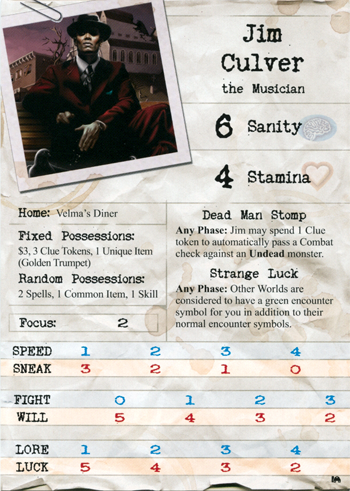 Jim
Culver
the Musician
6 Sanity
4 Stamina
Home: Velma's Diner
Fixed Possessions:
$3, 3 Clue Tokens, 1 Unique Item
(Golden Trumpet)
Random Possessions:
2 Spells, 1 Common Item, 1 Skill
Focus: 2
Dead Man Stomp
Any Phase: Jim may spend 1 Clue
token to automatically pass a Combat
check against an Undead monster.
Strange Luck
Any Phase: Other Worlds are
considered to have a green encounter
symbol for you in addition to their
normal encounter symbols.
SPEED 1 2 3 4
SNEAK 3 2 1 0
FIGHT 0 1 2 3
WILL 5 4 3 2
LORE 1 2 3 4
LUCK 5 4 3 2